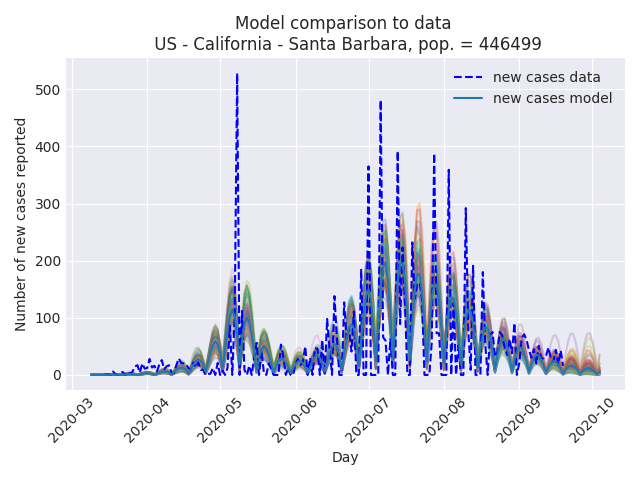 Model comparison to data
US - California - Santa Barbara, pop. = 446499
new cases data
new cases model
Number of new cases reported
500
400
300
200
100
0
2020-03
2020-04
2020-05
2020-06
2020-07
2020-08
2020-09
2020-10
Day